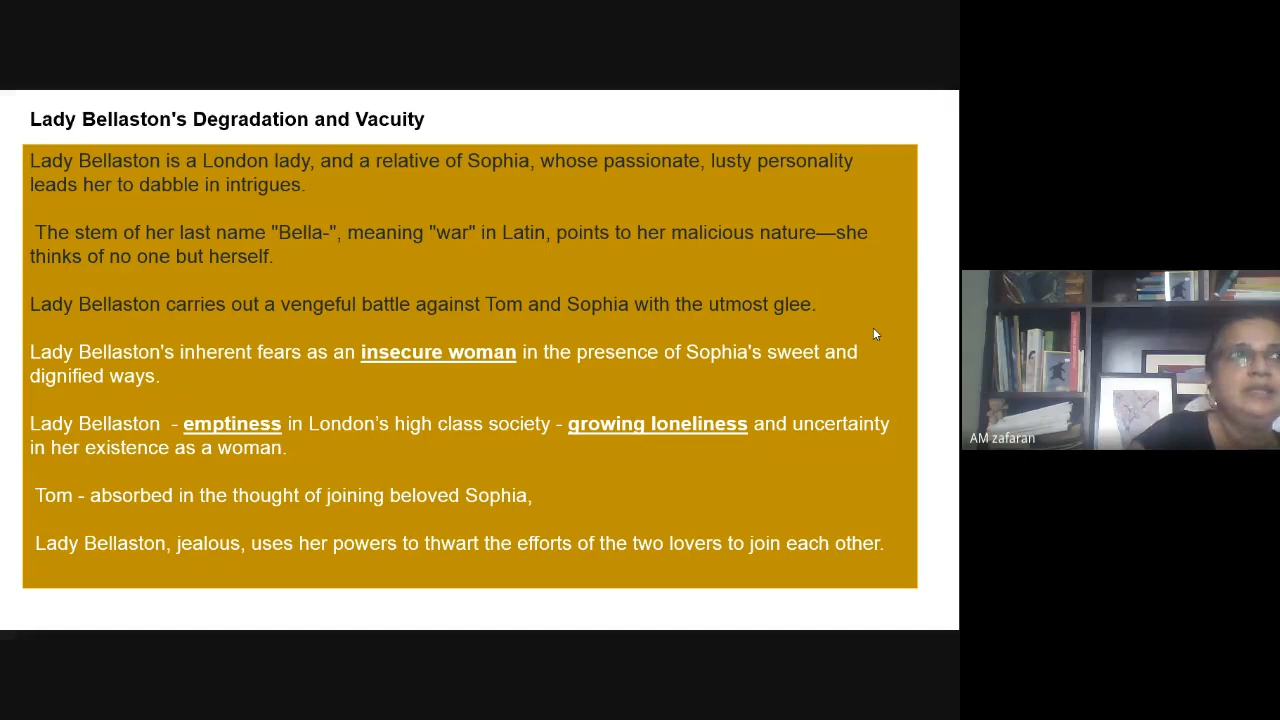 Lady Bellaston's Degradation and Vacuity
Lady Bellaston is a London lady, and a relative of Sophia, whose passionate, lusty personality
leads her to dabble in intrigues.
The stem of her last name "Bella-", meaning "war" in Latin, points to her malicious nature—she
thinks of no one but herself.
Lady Bellaston carries out a vengeful battle against Tom and Sophia with the utmost glee.
Lady Bellaston's inherent fears as an insecure woman in the presence of Sophia's sweet and
dignified ways.
Lady Bellaston - emptiness in London’s high class society - growing loneliness and uncertainty
in her existence as a woman.
Tom - absorbed in the thought of joining beloved Sophia,
Lady Bellaston, jealous, uses her powers to thwart the efforts of the two lovers to join each other.
AM zafaran